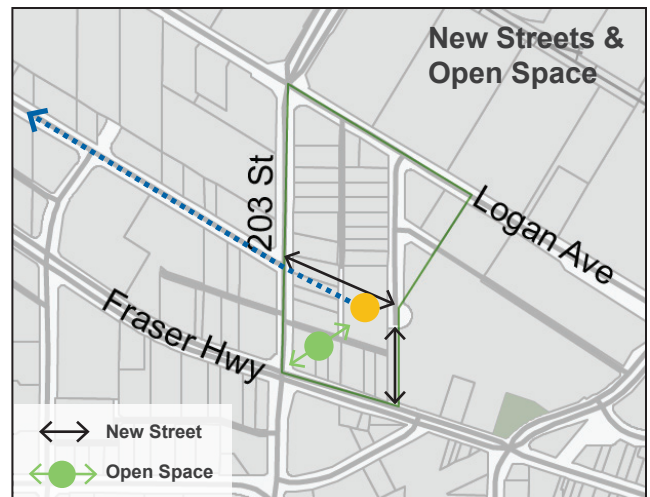 New Streets &
Open Space
203 St
Logan Ave
Fraser Hwy
New Street
Open Space